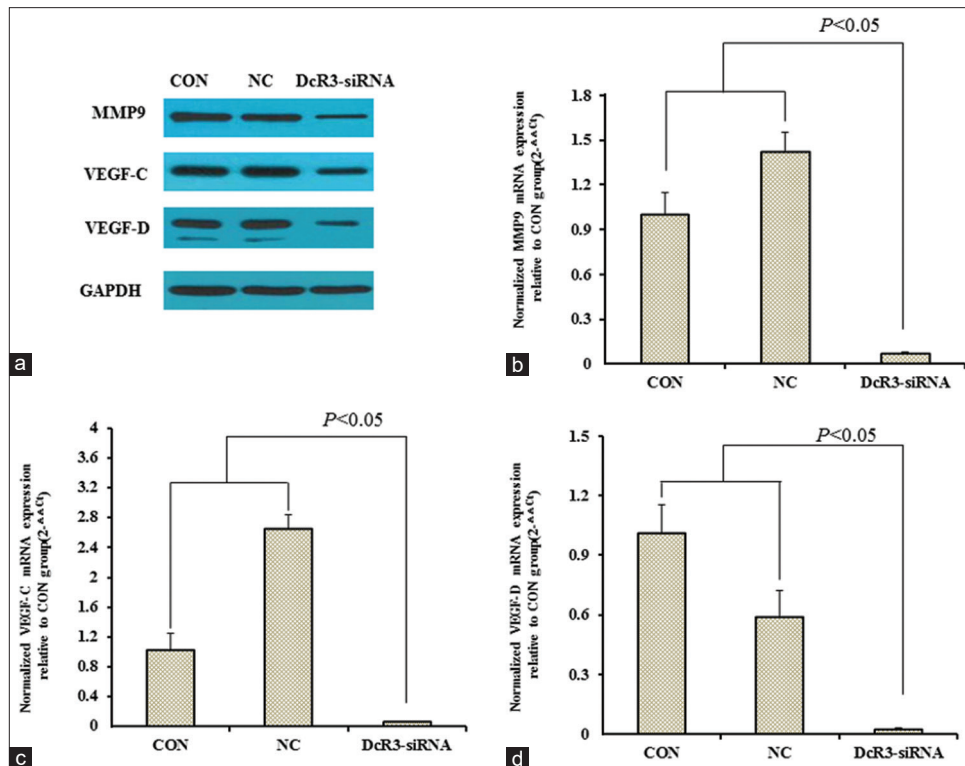 CON NC DcR3-siRNA
MMP9
VEGF-C
VEGF-D
GAPDH
a
P<0.05
Normalized MMP9 mRNA expression
relative to CON group(2-^^Ct)
1.8
1.5
1.2
0.9
0.6
0.3
0
CON NC DcR3-siRNA
b
P<0.05
Normalized VEGF-C mRNA expression
relative to CON group(2-^^Ct)
4
3.6
3.2
2.8
2.4
2
1.6
1.2
0.8
0.4
0
CON NC DcR3-siRNA
c
P<0.05
Normalized VEGF-D mRNA expression
relative to CON group(2-^^Ct)
1.5
1.2
0.9
0.6
0.3
0
CON NC DcR3-siRNA
d